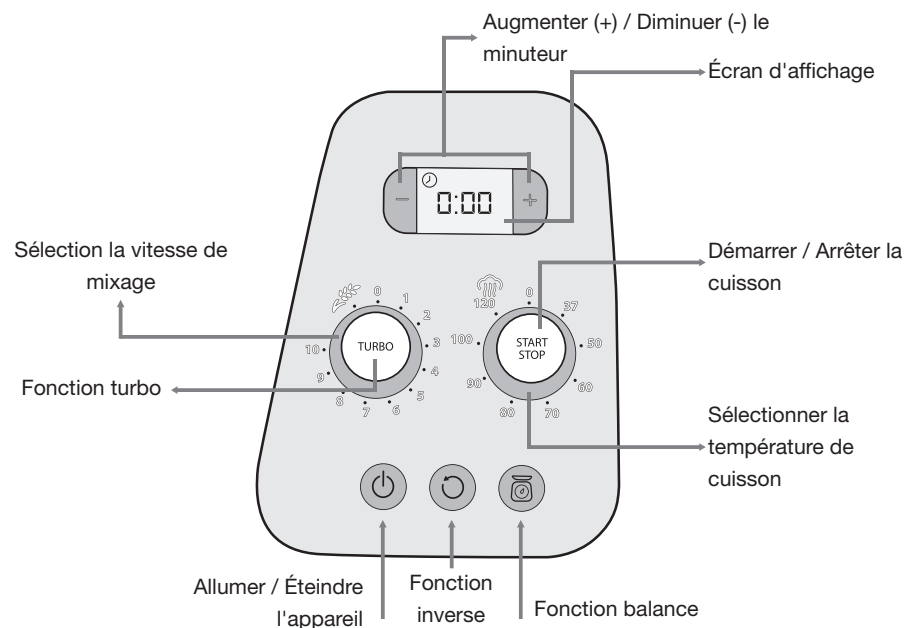 Augmenter (+) / Diminuer (-) le
minuteur
Écran d'affichage
− 0:00 +
Sélection la vitesse de
mixage
Démarrer / Arrêter la
cuisson
0
1
2
3
4
5
6
7
8
9
10
TURBO
0
37
50
60
70
80
90
100
120
START
STOP
Fonction turbo
Sélectionner la
température de
cuisson
Allumer / Éteindre
l'appareil
Fonction
inverse
Fonction balance